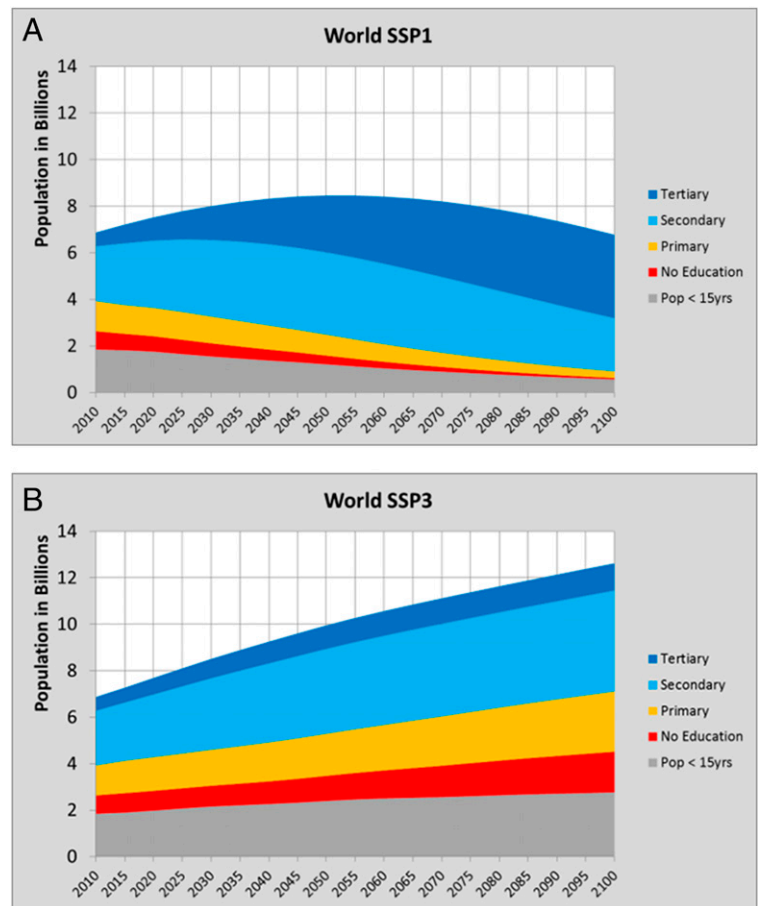 A
World SSP1
Population in Billions
14
12
10
8
6
4
2
0
2010 2015 2020 2025 2030 2035 2040 2045 2050 2055 2060 2065 2070 2075 2080 2085 2090 2095 2100
Tertiary
Secondary
Primary
No Education
Pop < 15yrs
B
World SSP3
Population in Billions
14
12
10
8
6
4
2
0
2010 2015 2020 2025 2030 2035 2040 2045 2050 2055 2060 2065 2070 2075 2080 2085 2090 2095 2100
Tertiary
Secondary
Primary
No Education
Pop < 15yrs